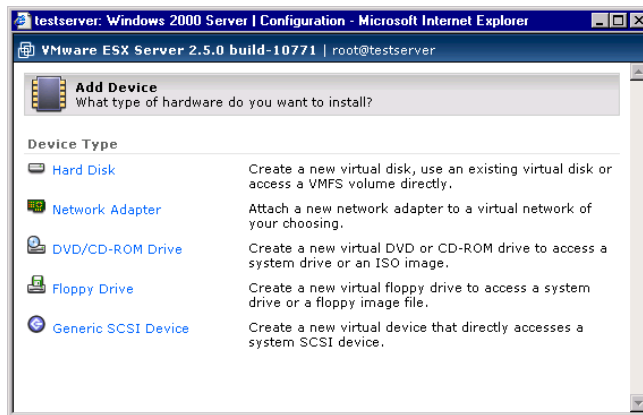 testserver: Windows 2000 Server | Configuration - Microsoft Internet Explorer
VMware ESX Server 2.5.0 build-10771 | root@testserver
Add Device
What type of hardware do you want to install?
Device Type
Hard Disk
Create a new virtual disk, use an existing virtual disk or
access a VMFS volume directly.
Network Adapter
Attach a new network adapter to a virtual network of
your choosing.
DVD/CD-ROM Drive
Create a new virtual DVD or CD-ROM drive to access a
system drive or an ISO image.
Floppy Drive
Create a new virtual floppy drive to access a system
drive or a floppy image file.
Generic SCSI Device
Create a new virtual device that directly accesses a
system SCSI device.